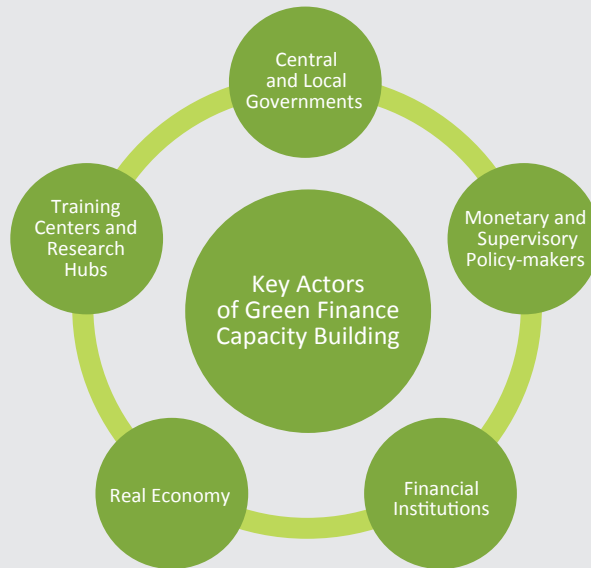 Central
and Local
Governments
Training
Centers and
Research
Hubs
Monetary and
Supervisory
Policy-makers
Key Actors
of Green Finance
Capacity Building
Real Economy
Financial
Institutions